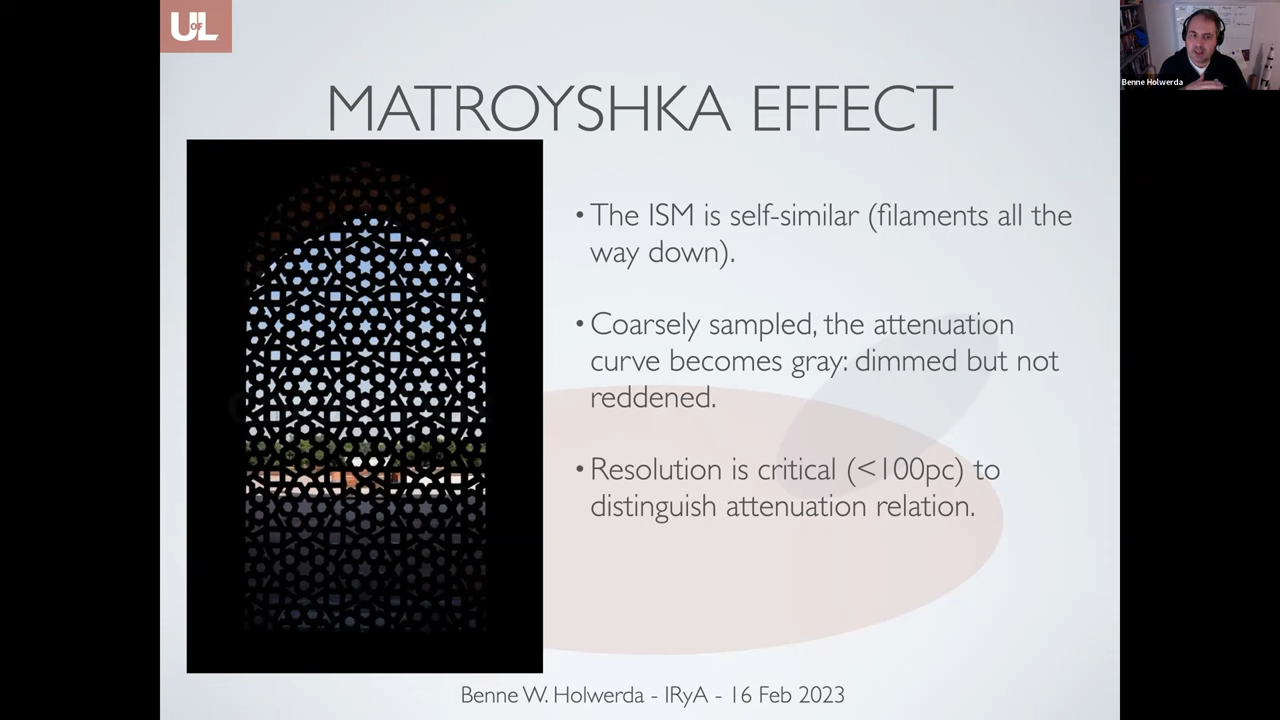 UL
OF
Benne Holwerda
MATROYSHKA EFFECT
• The ISM is self-similar (filaments all the
way down).
• Coarsely sampled, the attenuation
curve becomes gray: dimmed but not
reddened.
• Resolution is critical (<100pc) to
distinguish attenuation relation.
Benne W. Holwerda - IRyA - 16 Feb 2023